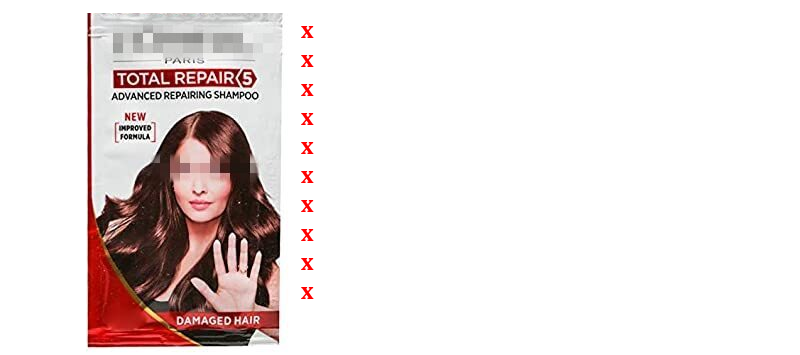 PARIS
TOTAL REPAIR 5
ADVANCED REPAIRING SHAMPOO
NEW
IMPROVED
FORMULA
DAMAGED HAIR
x
x
x
x
x
x
x
x
x
x